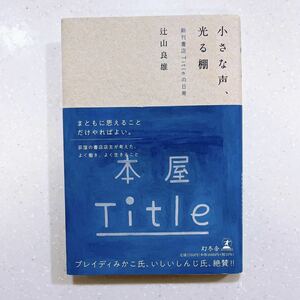 小さな声、
光る棚
新刊書店Titleの日常
辻山良雄
まともに思えること
だけやればよい。
荻窪の書店店主が考えた、
よく働き、よく生きること
本屋
Title
幻冬舎
ブレイディみかこ氏、いしいしんじ氏、絶賛!!